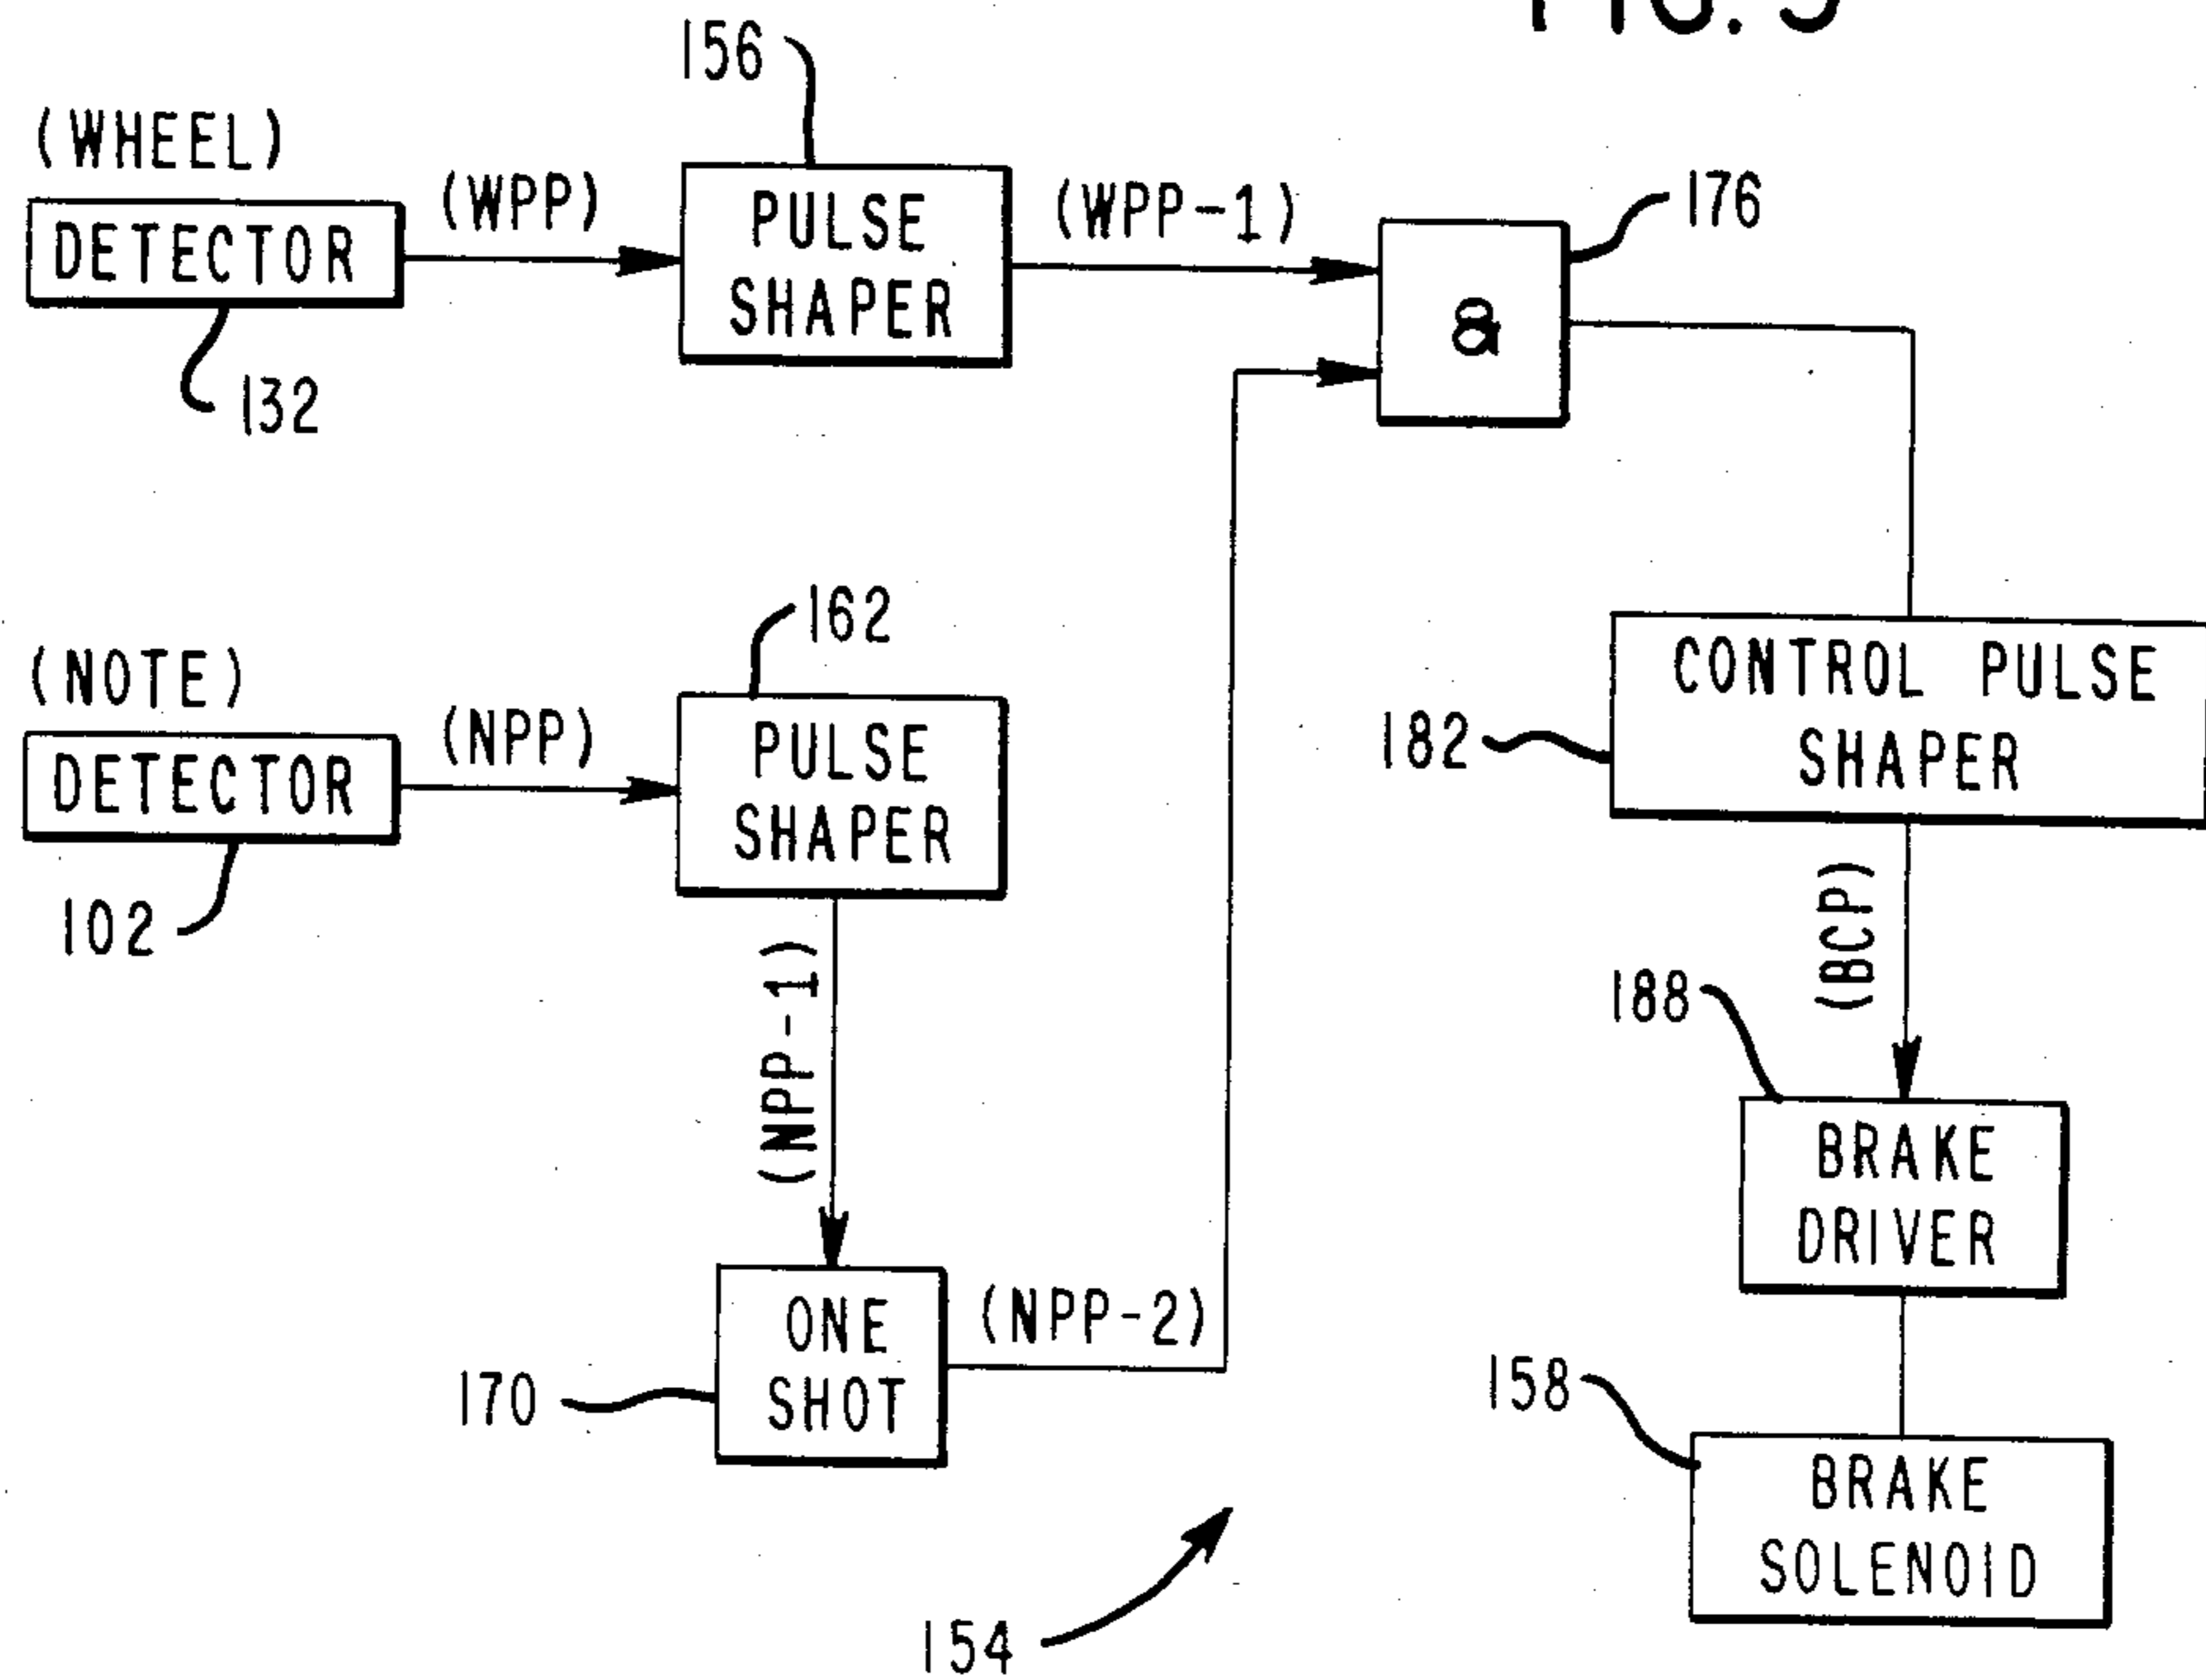 156
(WHEEL)
(WPP)
DETECTOR
PULSE
SHAPER
(WPP-1)
176
&
132
162
(NOTE)
(NPP)
DETECTOR
PULSE
SHAPER
102
CONTROL PULSE
SHAPER
182
(NPP-1)
(BCP)
188
BRAKE
DRIVER
ONE
SHOT
(NPP-2)
170
158
BRAKE
SOLENOID
154